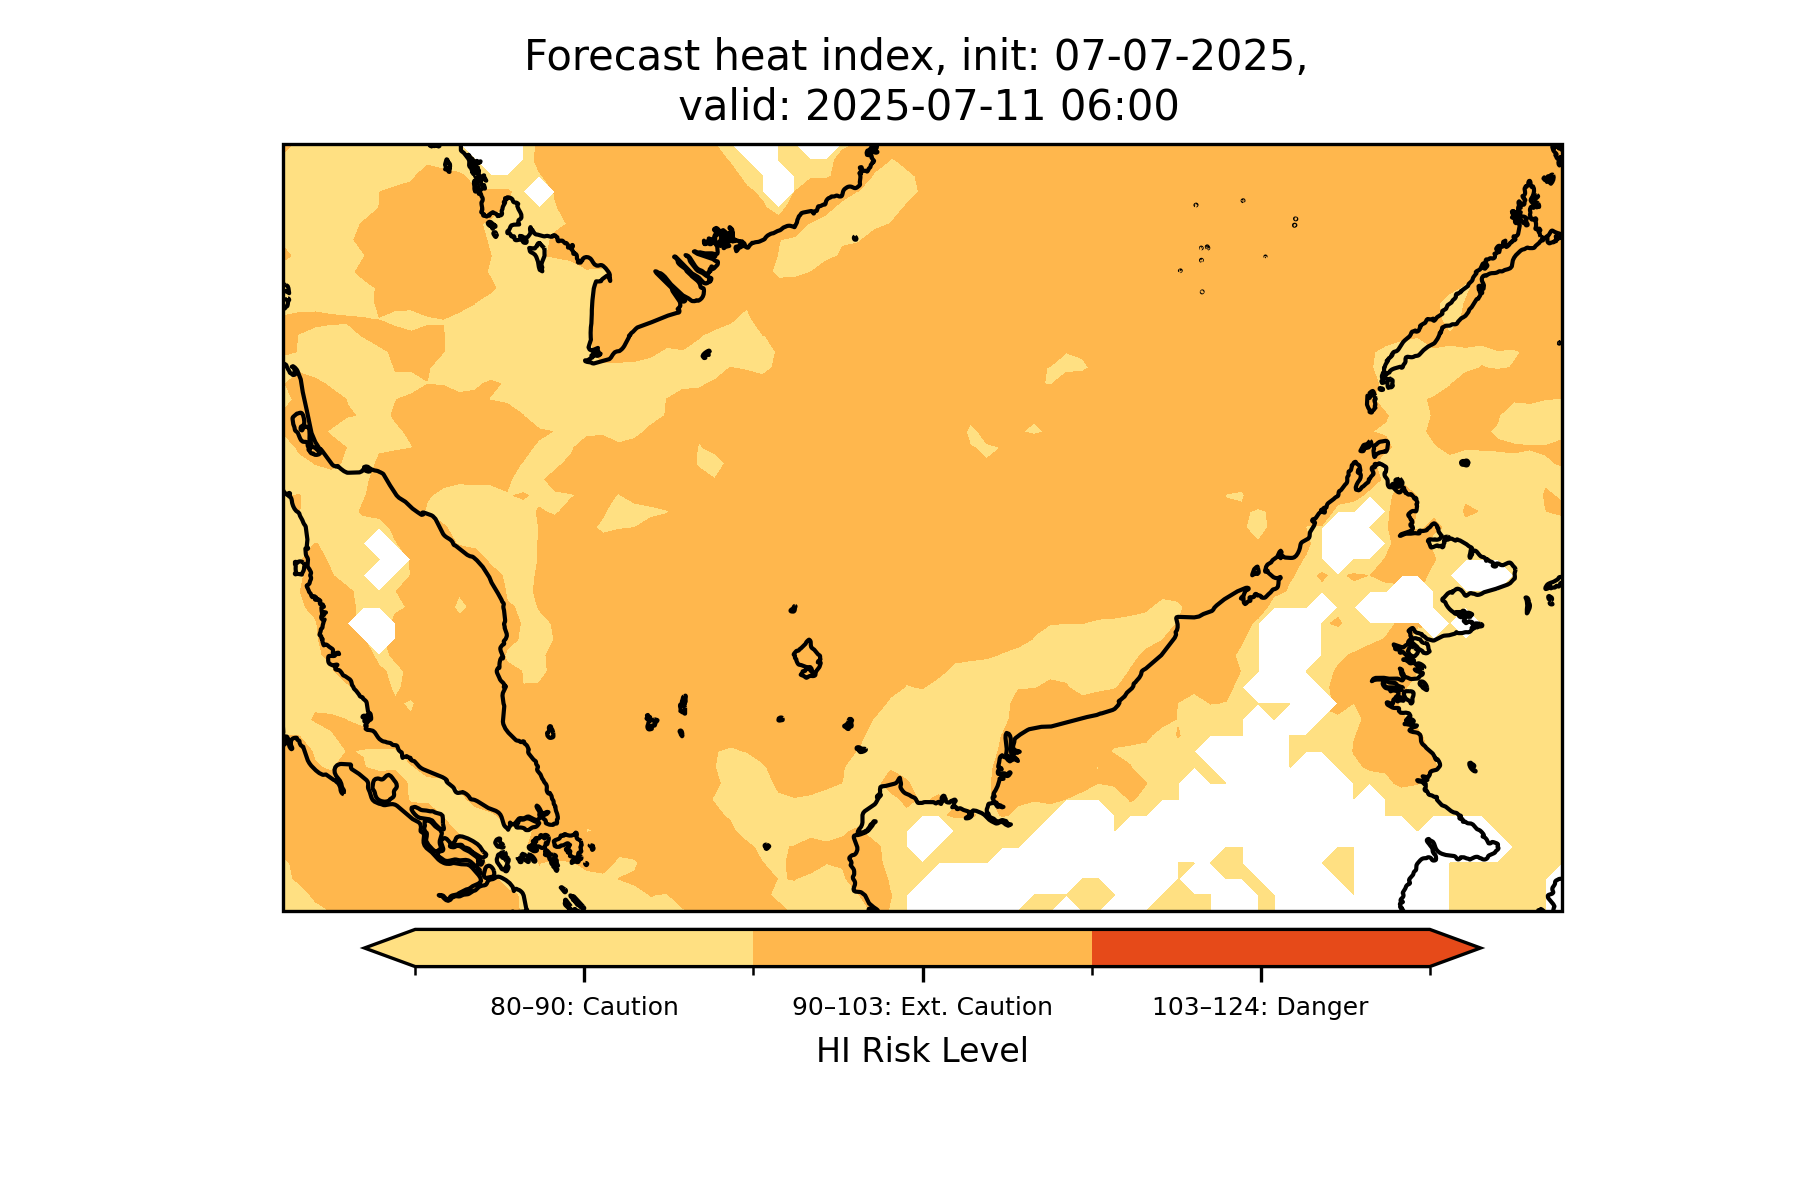 Forecast heat index, init: 07-07-2025,
valid: 2025-07-11 06:00
80–90: Caution
90–103: Ext. Caution
103–124: Danger
HI Risk Level